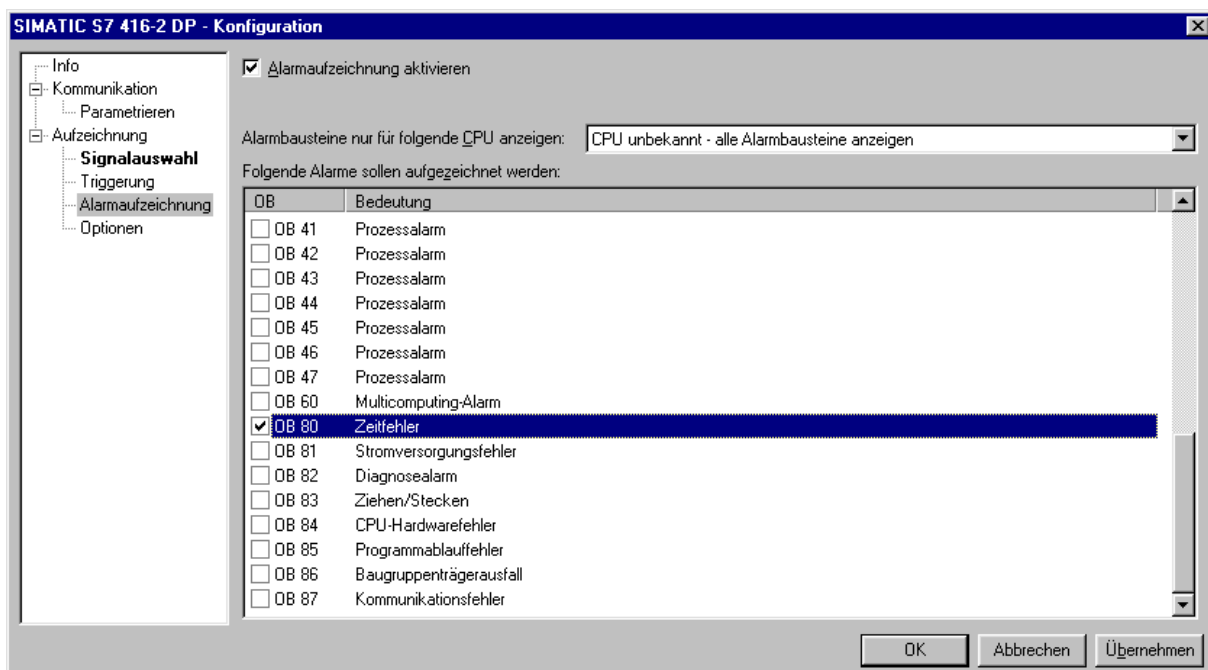 SIMATIC S7 416-2 DP - Konfiguration
Info
Kommunikation
Parametrieren
Aufzeichnung
Signalauswahl
Triggerung
Alarmaufzeichnung
Optionen
Alarmaufzeichnung aktivieren
Alarmbausteine nur für folgende CPU anzeigen: CPU unbekannt - alle Alarmbausteine anzeigen
Folgende Alarme sollen aufgezeichnet werden:
OB Bedeutung
OB 41 Prozessalarm
OB 42 Prozessalarm
OB 43 Prozessalarm
OB 44 Prozessalarm
OB 45 Prozessalarm
OB 46 Prozessalarm
OB 47 Prozessalarm
OB 60 Multicomputing-Alarm
OB 80 Zeitfehler
OB 81 Stromversorgungsfehler
OB 82 Diagnosealarm
OB 83 Ziehen/Stecken
OB 84 CPU-Hardwarefehler
OB 85 Programmablauffehler
OB 86 Baugruppenträgerausfall
OB 87 Kommunikationsfehler
OK Abbrechen Übernehmen